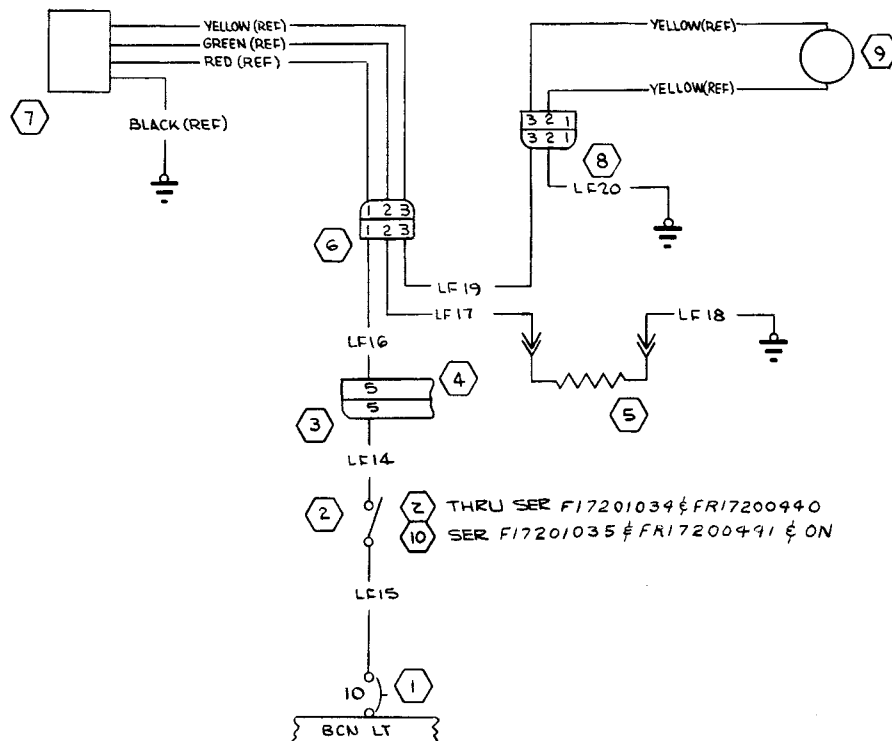 YELLOW (REF)
GREEN (REF)
RED (REF)
BLACK (REF)
7
YELLOW (REF)
YELLOW (REF)
9
3 2 1
3 2 1
8
LF20
1 2 3
1 2 3
6
LF19
LF17
LF18
LF16
5
5
4
3
5
LF14
2
2 THRU SER F17201034 & FR17200440
10 SER F17201035 & FR17200491 & ON
LF15
10
1
BCN LT